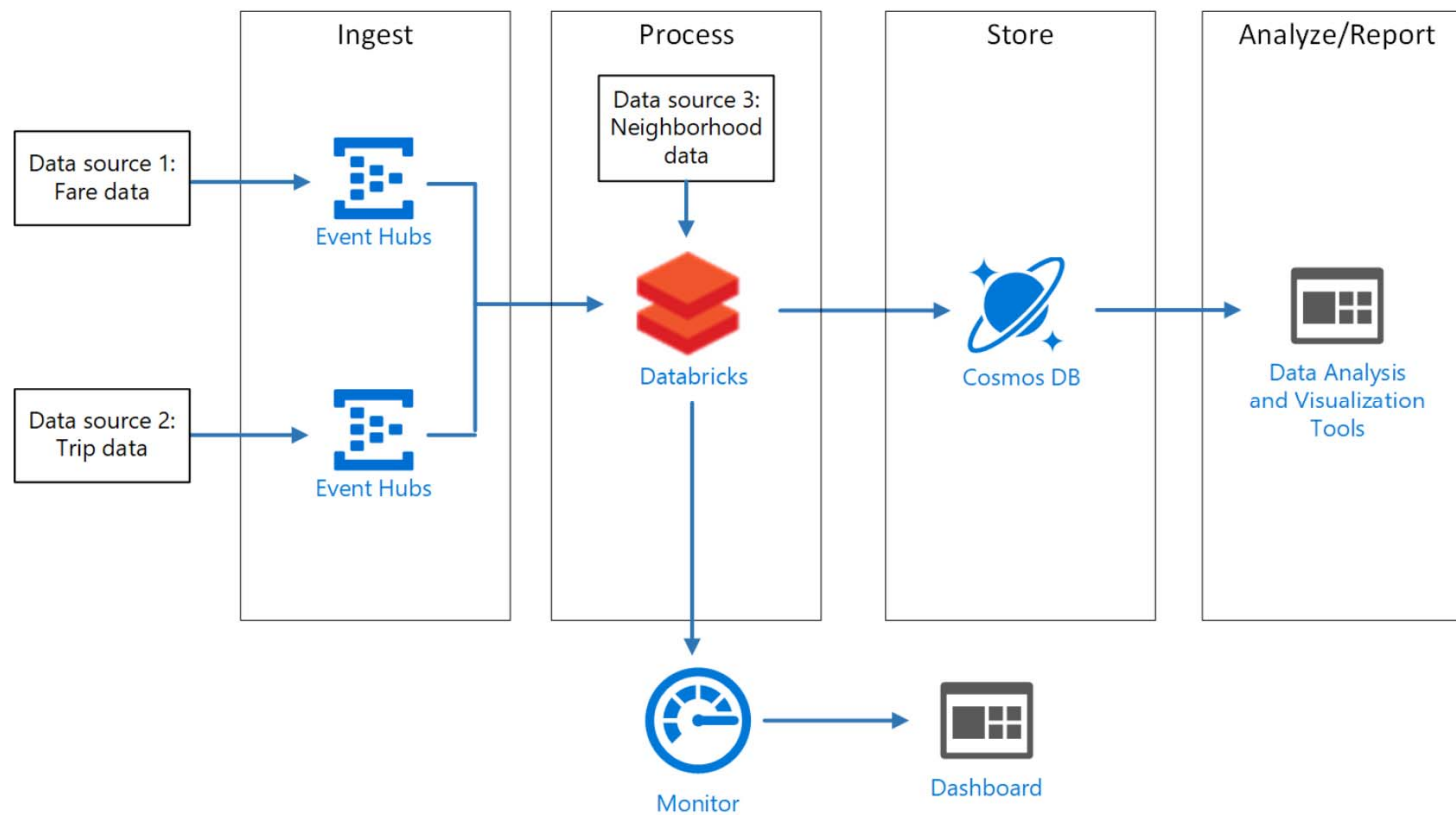 Ingest
Process
Store
Analyze/Report
Data source 1:
Fare data
Event Hubs
Data source 2:
Trip data
Event Hubs
Data source 3:
Neighborhood
data
Databricks
Cosmos DB
Data Analysis
and Visualization
Tools
Monitor
Dashboard